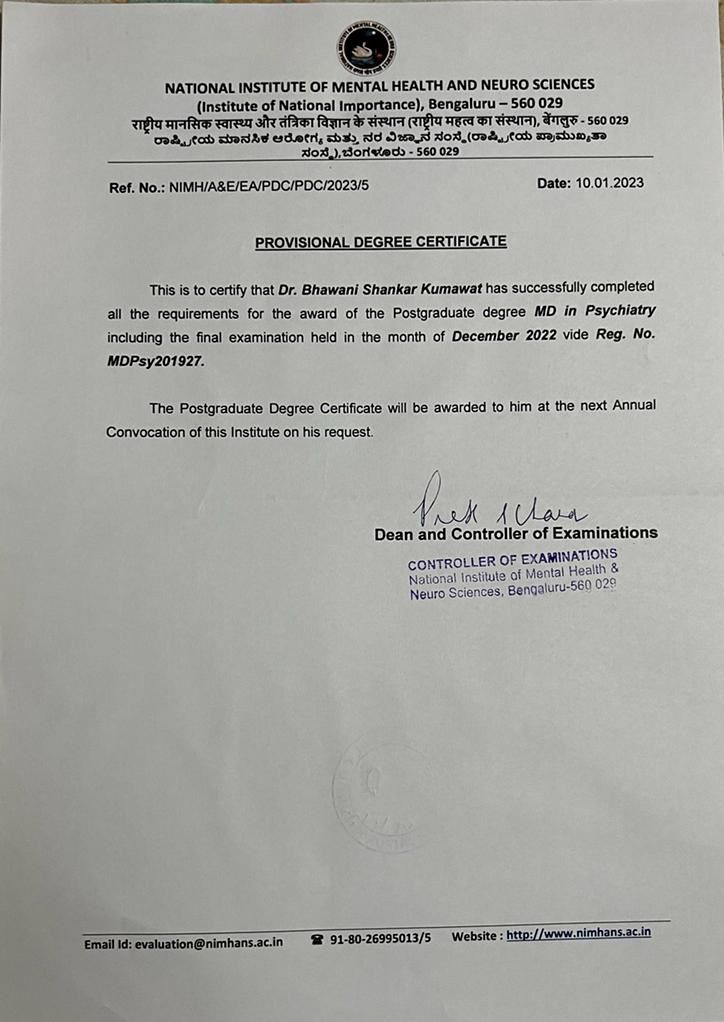 NATIONAL INSTITUTE OF MENTAL HEALTH AND NEURO SCIENCES
(Institute of National Importance), Bengaluru – 560 029
राष्ट्रीय मानसिक स्वास्थ्य और तंत्रिका विज्ञान के संस्थान (राष्ट्रीय महत्व का संस्थान), बेंगलुरु - 560 029
ರಾಷ್ಟ್ರೀಯ ಮಾನಸಿಕ ಆರೋಗ್ಯ ಮತ್ತು ನರ ವಿಜ್ಞಾನ ಸಂಸ್ಥೆ (ರಾಷ್ಟ್ರೀಯ ಪ್ರಾಮುಖ್ಯತಾ
ಸಂಸ್ಥೆ), ಬೆಂಗಳೂರು - 560 029
Ref. No.: NIMH/A&E/EA/PDC/PDC/2023/5 Date: 10.01.2023
PROVISIONAL DEGREE CERTIFICATE
This is to certify that Dr. Bhawani Shankar Kumawat has successfully completed
all the requirements for the award of the Postgraduate degree MD in Psychiatry
including the final examination held in the month of December 2022 vide Reg. No.
MDPsy201927.
The Postgraduate Degree Certificate will be awarded to him at the next Annual
Convocation of this Institute on his request.
Dean and Controller of Examinations
CONTROLLER OF EXAMINATIONS
National Institute of Mental Health &
Neuro Sciences, Bengaluru-560 029
Email Id: evaluation@nimhans.ac.in ☎ 91-80-26995013/5 Website : http://www.nimhans.ac.in